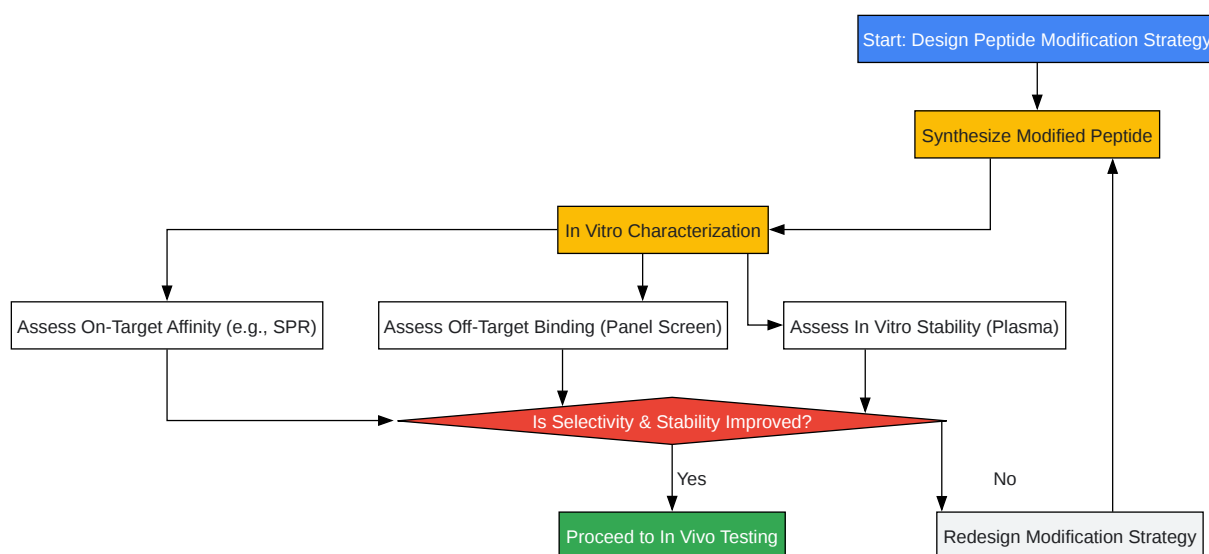 Start: Design Peptide Modification Strategy
Synthesize Modified Peptide
In Vitro Characterization
Assess On-Target Affinity (e.g., SPR)
Assess Off-Target Binding (Panel Screen)
Assess In Vitro Stability (Plasma)
Is Selectivity & Stability Improved?
Yes
No
Proceed to In Vivo Testing
Redesign Modification Strategy